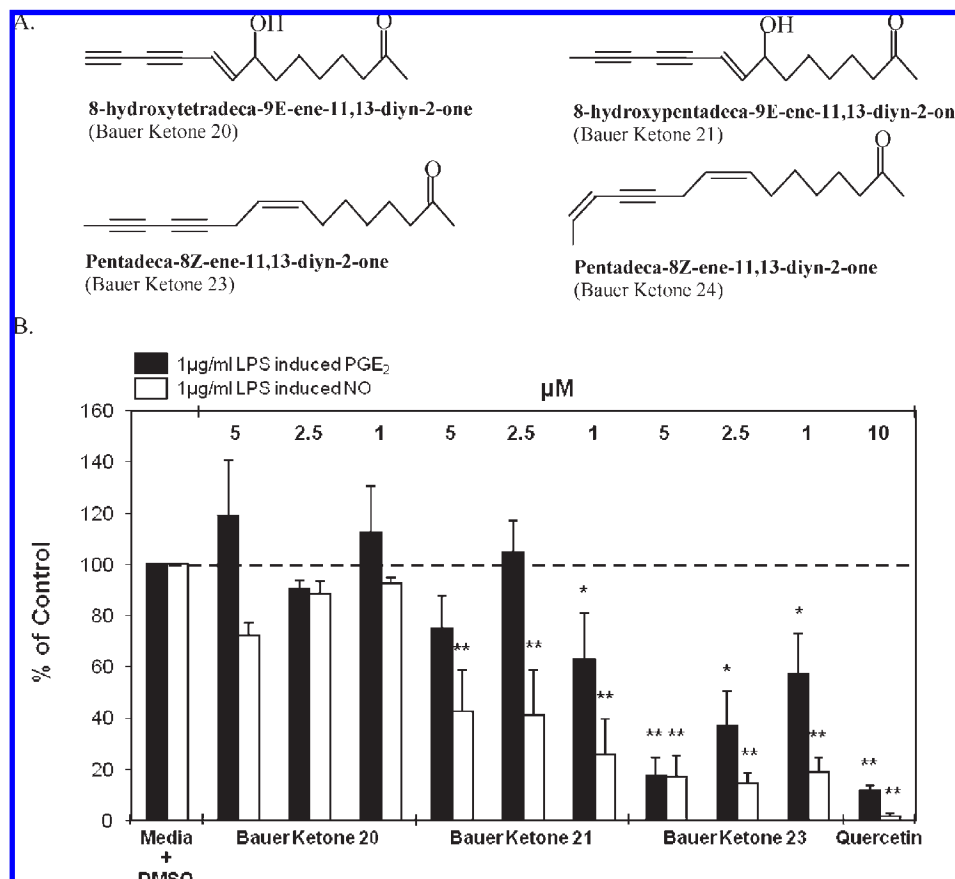 A.
OH
O
OH
O
8-hydroxytetradeca-9E-ene-11,13-diyn-2-one
(Bauer Ketone 20)
8-hydroxypentadeca-9E-ene-11,13-diyn-2-on
(Bauer Ketone 21)
O
O
Pentadeca-8Z-ene-11,13-diyn-2-one
(Bauer Ketone 23)
Pentadeca-8Z-ene-11,13-diyn-2-one
(Bauer Ketone 24)
B.
1µg/ml LPS induced PGE₂
1µg/ml LPS induced NO
µM
5 2.5 1 5 2.5 1 5 2.5 1 10
% of Control
160
140
120
100
80
60
40
20
0
** ** * ** ** ** * ** * ** ** **
Media + DMSO
Bauer Ketone 20
Bauer Ketone 21
Bauer Ketone 23
Quercetin